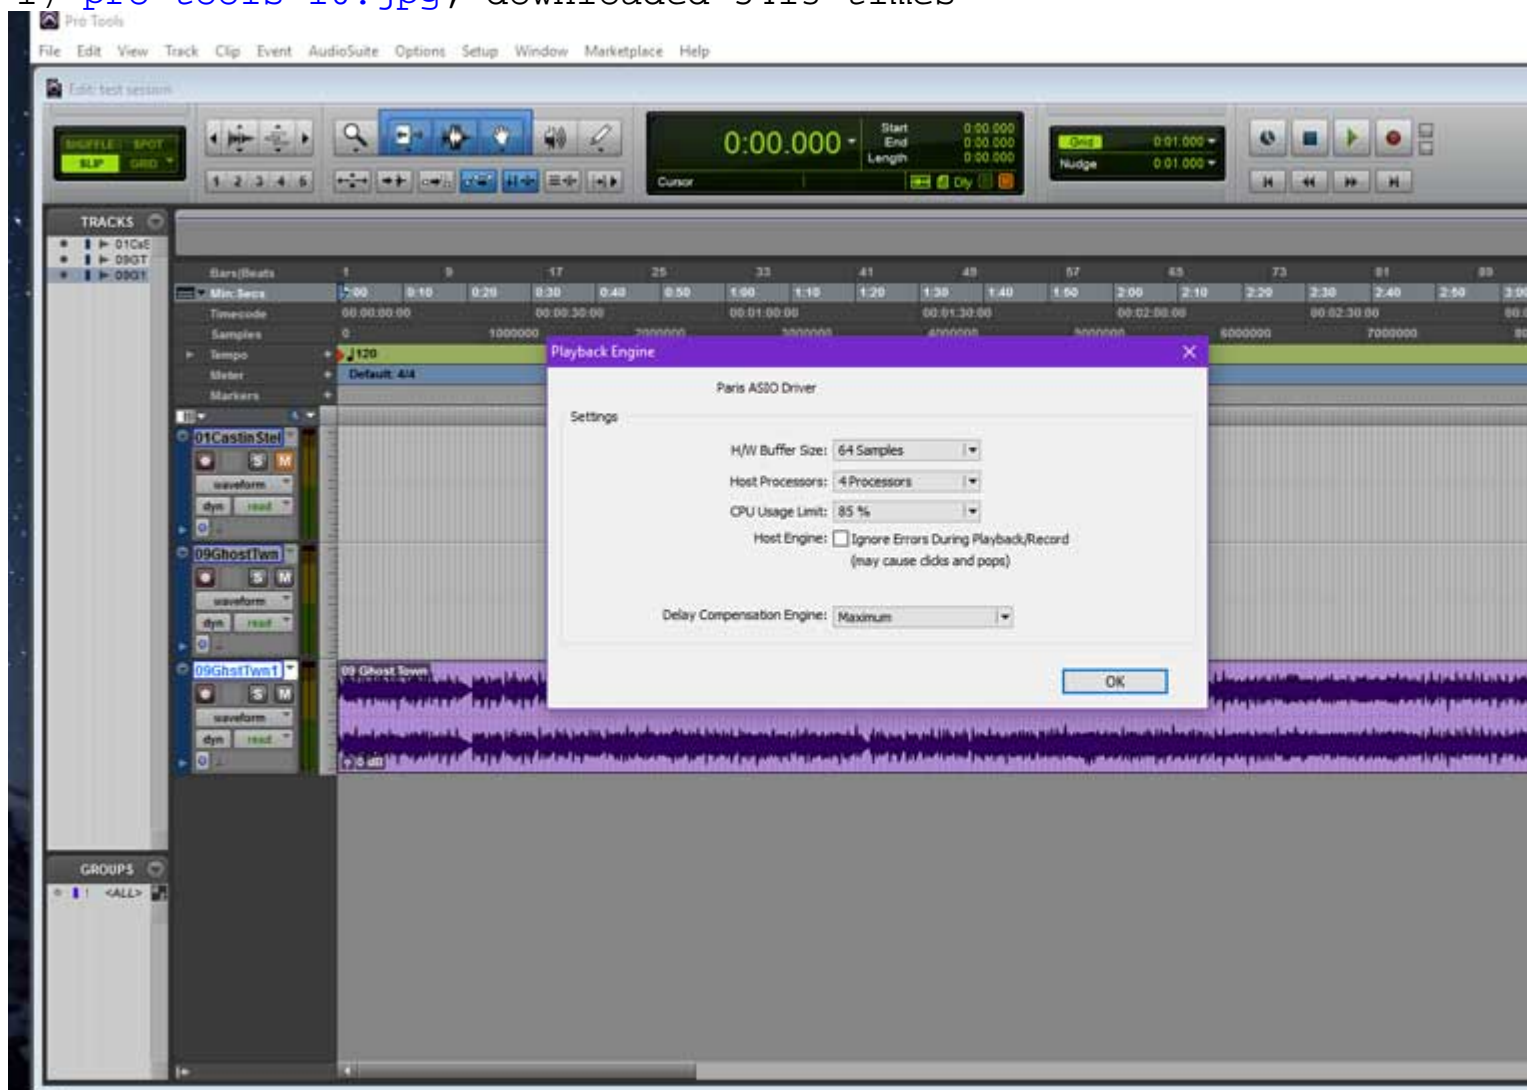 pro tools 10.jpg, downloaded
Pro Tools
File Edit View Track Clip Event AudioSuite Options Setup Window Marketplace Help
Edit: test session
SHUFFLE SPOT
SLIP GRID
1 2 3 4 5
0:00.000
Start 0:00.000
End 0:00.000
Length 0:00.000
Cursor
Dly
Grid 0:01.000
Nudge 0:01.000
TRACKS
09GT
Bars|Beats 1 9 17 25 33 41 49 57 65 73 81 89
Min:Secs 0:00 0:10 0:20 0:30 0:40 0:50 1:00 1:10 1:20 1:30 1:40 1:50 2:00 2:10 2:20 2:30 2:40 2:50 3:00
Timecode 00:00:00:00 00:00:30:00 00:01:00:00 00:01:30:00 00:02:00:00 00:02:30:00
Samples 0 1000000 2000000 3000000 4000000 5000000 6000000 7000000
Tempo 120
Meter Default: 4/4
Markers
Playback Engine
Paris ASIO Driver
Settings
H/W Buffer Size: 64 Samples
Host Processors: 4 Processors
CPU Usage Limit: 85 %
Host Engine: Ignore Errors During Playback/Record
(may cause clicks and pops)
Delay Compensation Engine: Maximum
OK
01CastinStel
S M
waveform
dyn read
09GhostTwn
S M
waveform
dyn read
09GhstTwn1
S M
waveform
dyn read
09 Ghost Town
0 dB
GROUPS
! <ALL>